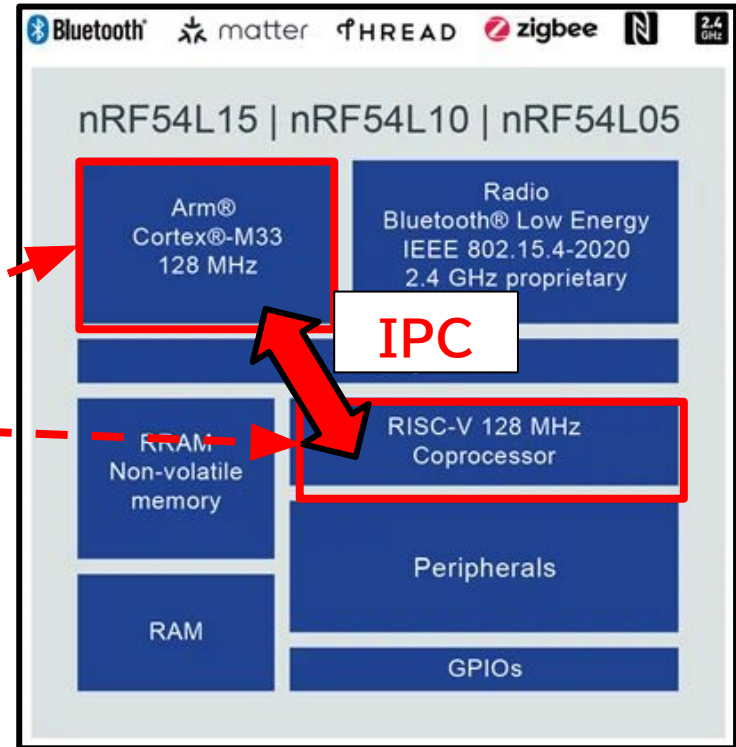 Bluetooth® matter THREAD zigbee N 2.4 GHz
nRF54L15 | nRF54L10 | nRF54L05
Arm®
Cortex®-M33
128 MHz
Radio
Bluetooth® Low Energy
IEEE 802.15.4-2020
2.4 GHz proprietary
IPC
RRAM
Non-volatile
memory
RISC-V 128 MHz
Coprocessor
Peripherals
RAM
GPIOs